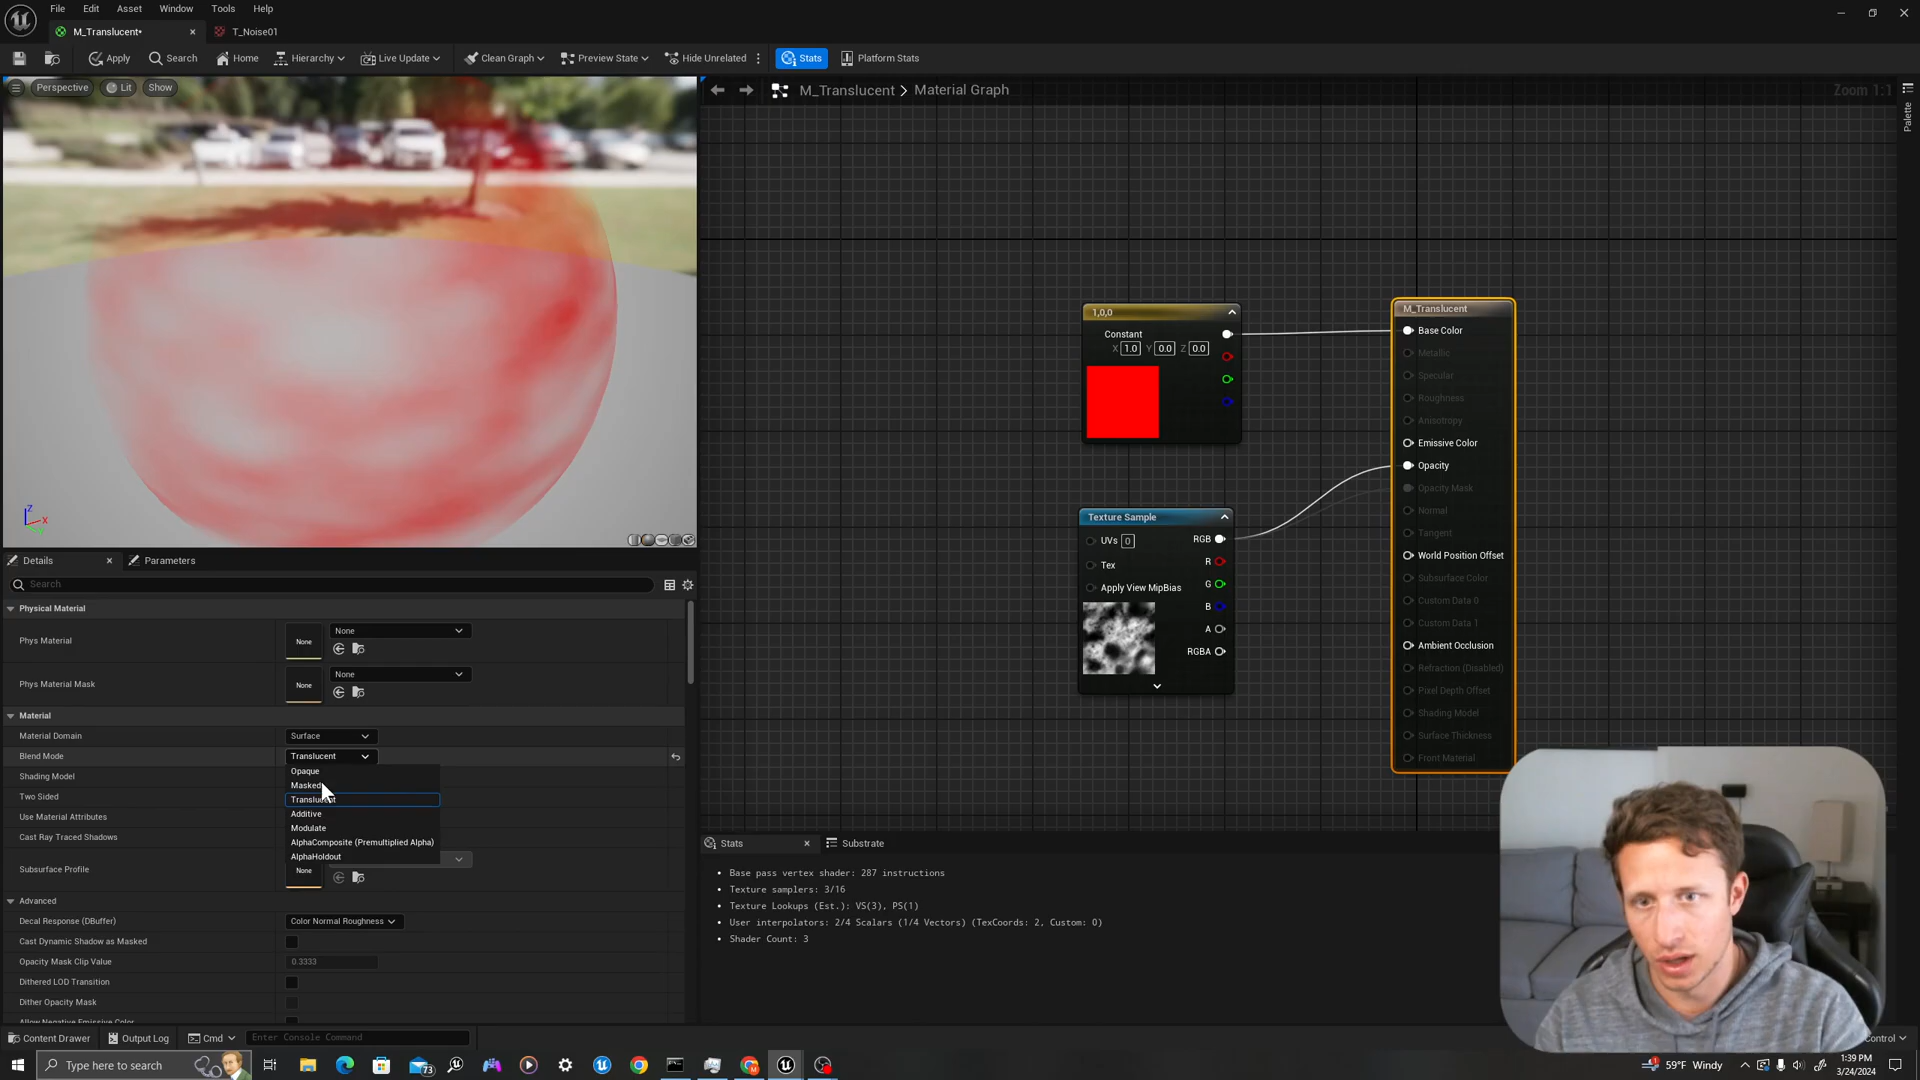 File Edit Asset Window Tools Help
M_Translucent•
T_Noise01
Apply Search Home Hierarchy Live Update Clean Graph Preview State Hide Unrelated Stats Platform Stats
Perspective Lit Show
M_Translucent > Material Graph
Zoom 1:1
Palette
1,0,0
Constant
X 1.0 Y 0.0 Z 0.0
Texture Sample
UVs 0
RGB
Tex
R
Apply View MipBias
G
B
A
RGBA
M_Translucent
Base Color
Metallic
Specular
Roughness
Anisotropy
Emissive Color
Opacity
Opacity Mask
Normal
Tangent
World Position Offset
Subsurface Color
Custom Data 0
Custom Data 1
Ambient Occlusion
Refraction (Disabled)
Pixel Depth Offset
Shading Model
Surface Thickness
Front Material
Z
X
Details
Parameters
Search
Physical Material
Phys Material
None
None
Phys Material Mask
None
None
Material
Material Domain
Surface
Blend Mode
Translucent
Shading Model
Two Sided
Use Material Attributes
Cast Ray Traced Shadows
Subsurface Profile
None
Opaque
Masked
Translucent
Additive
Modulate
AlphaComposite (Premultiplied Alpha)
AlphaHoldout
Advanced
Decal Response (DBuffer)
Color Normal Roughness
Cast Dynamic Shadow as Masked
Opacity Mask Clip Value
0.3333
Dithered LOD Transition
Dither Opacity Mask
Allow Negative Emissive Color
Stats
Substrate
• Base pass vertex shader: 287 instructions
• Texture samplers: 3/16
• Texture Lookups (Est.): VS(3), PS(1)
• User interpolators: 2/4 Scalars (1/4 Vectors) (TexCoords: 2, Custom: 0)
• Shader Count: 3
Content Drawer Output Log Cmd Enter Console Command
Control
Type here to search
73
1
59°F Windy
1:39 PM
3/24/2024